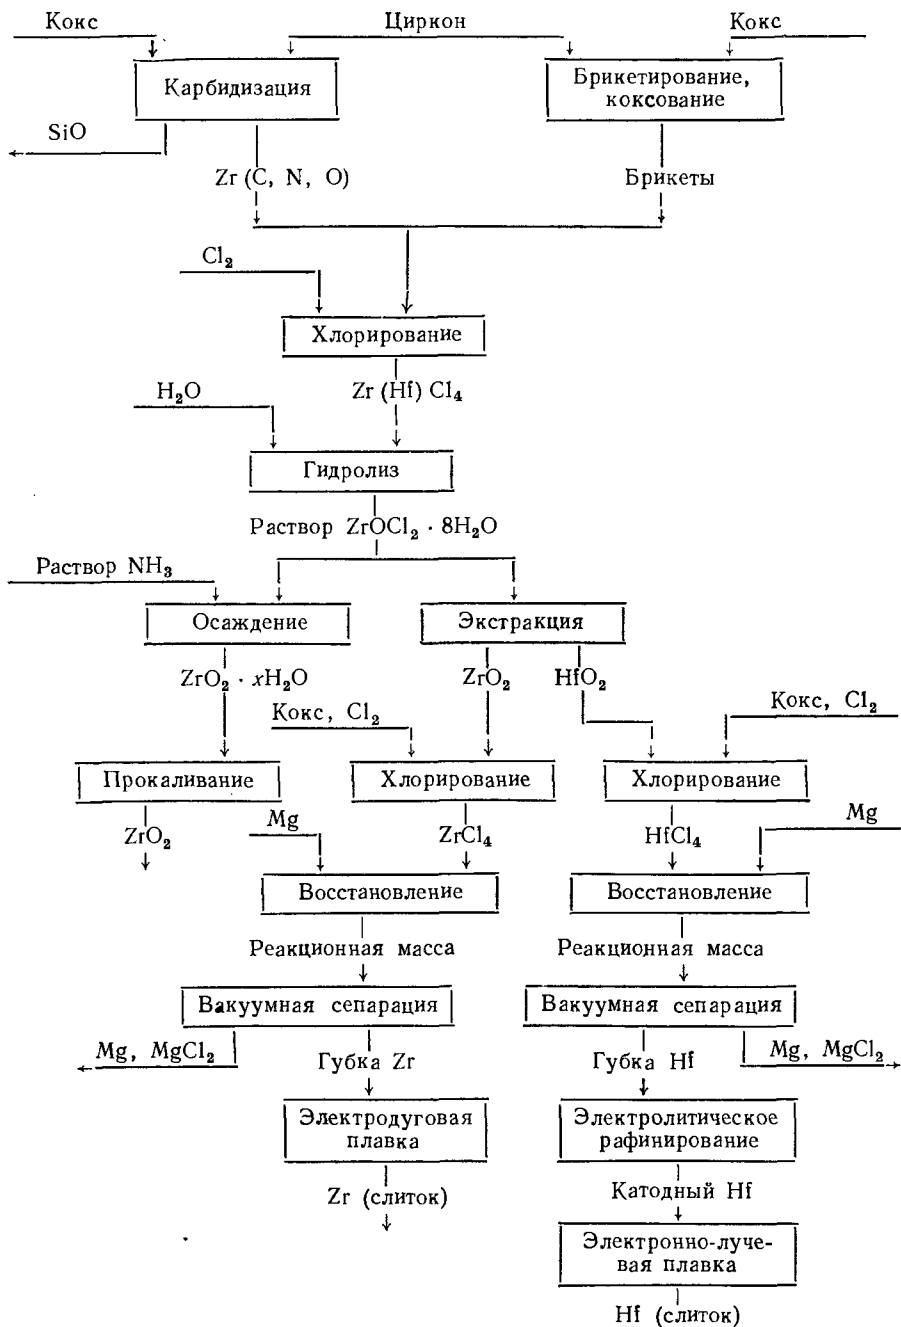 Кокс
Циркон
Кокс
Карбидизация
Брикетирование,
коксование
SiO
Zr (C, N, O)
Брикеты
Cl₂
Хлорирование
Zr (Hf) Cl₄
H₂O
Гидролиз
Раствор ZrOCl₂ · 8H₂O
Раствор NH₃
Осаждение
Экстракция
ZrO₂ · xH₂O
ZrO₂
HfO₂
Кокс, Cl₂
Кокс, Cl₂
Прокаливание
Хлорирование
Хлорирование
ZrO₂
Mg
ZrCl₄
HfCl₄
Mg
Восстановление
Восстановление
Реакционная масса
Реакционная масса
Вакуумная сепарация
Вакуумная сепарация
Mg, MgCl₂
Губка Zr
Губка Hf
Mg, MgCl₂
Электродуговая
плавка
Электролитическое
рафинирование
Zr (слиток)
Катодный Hf
Электронно-луче-
вая плавка
Hf (слиток)